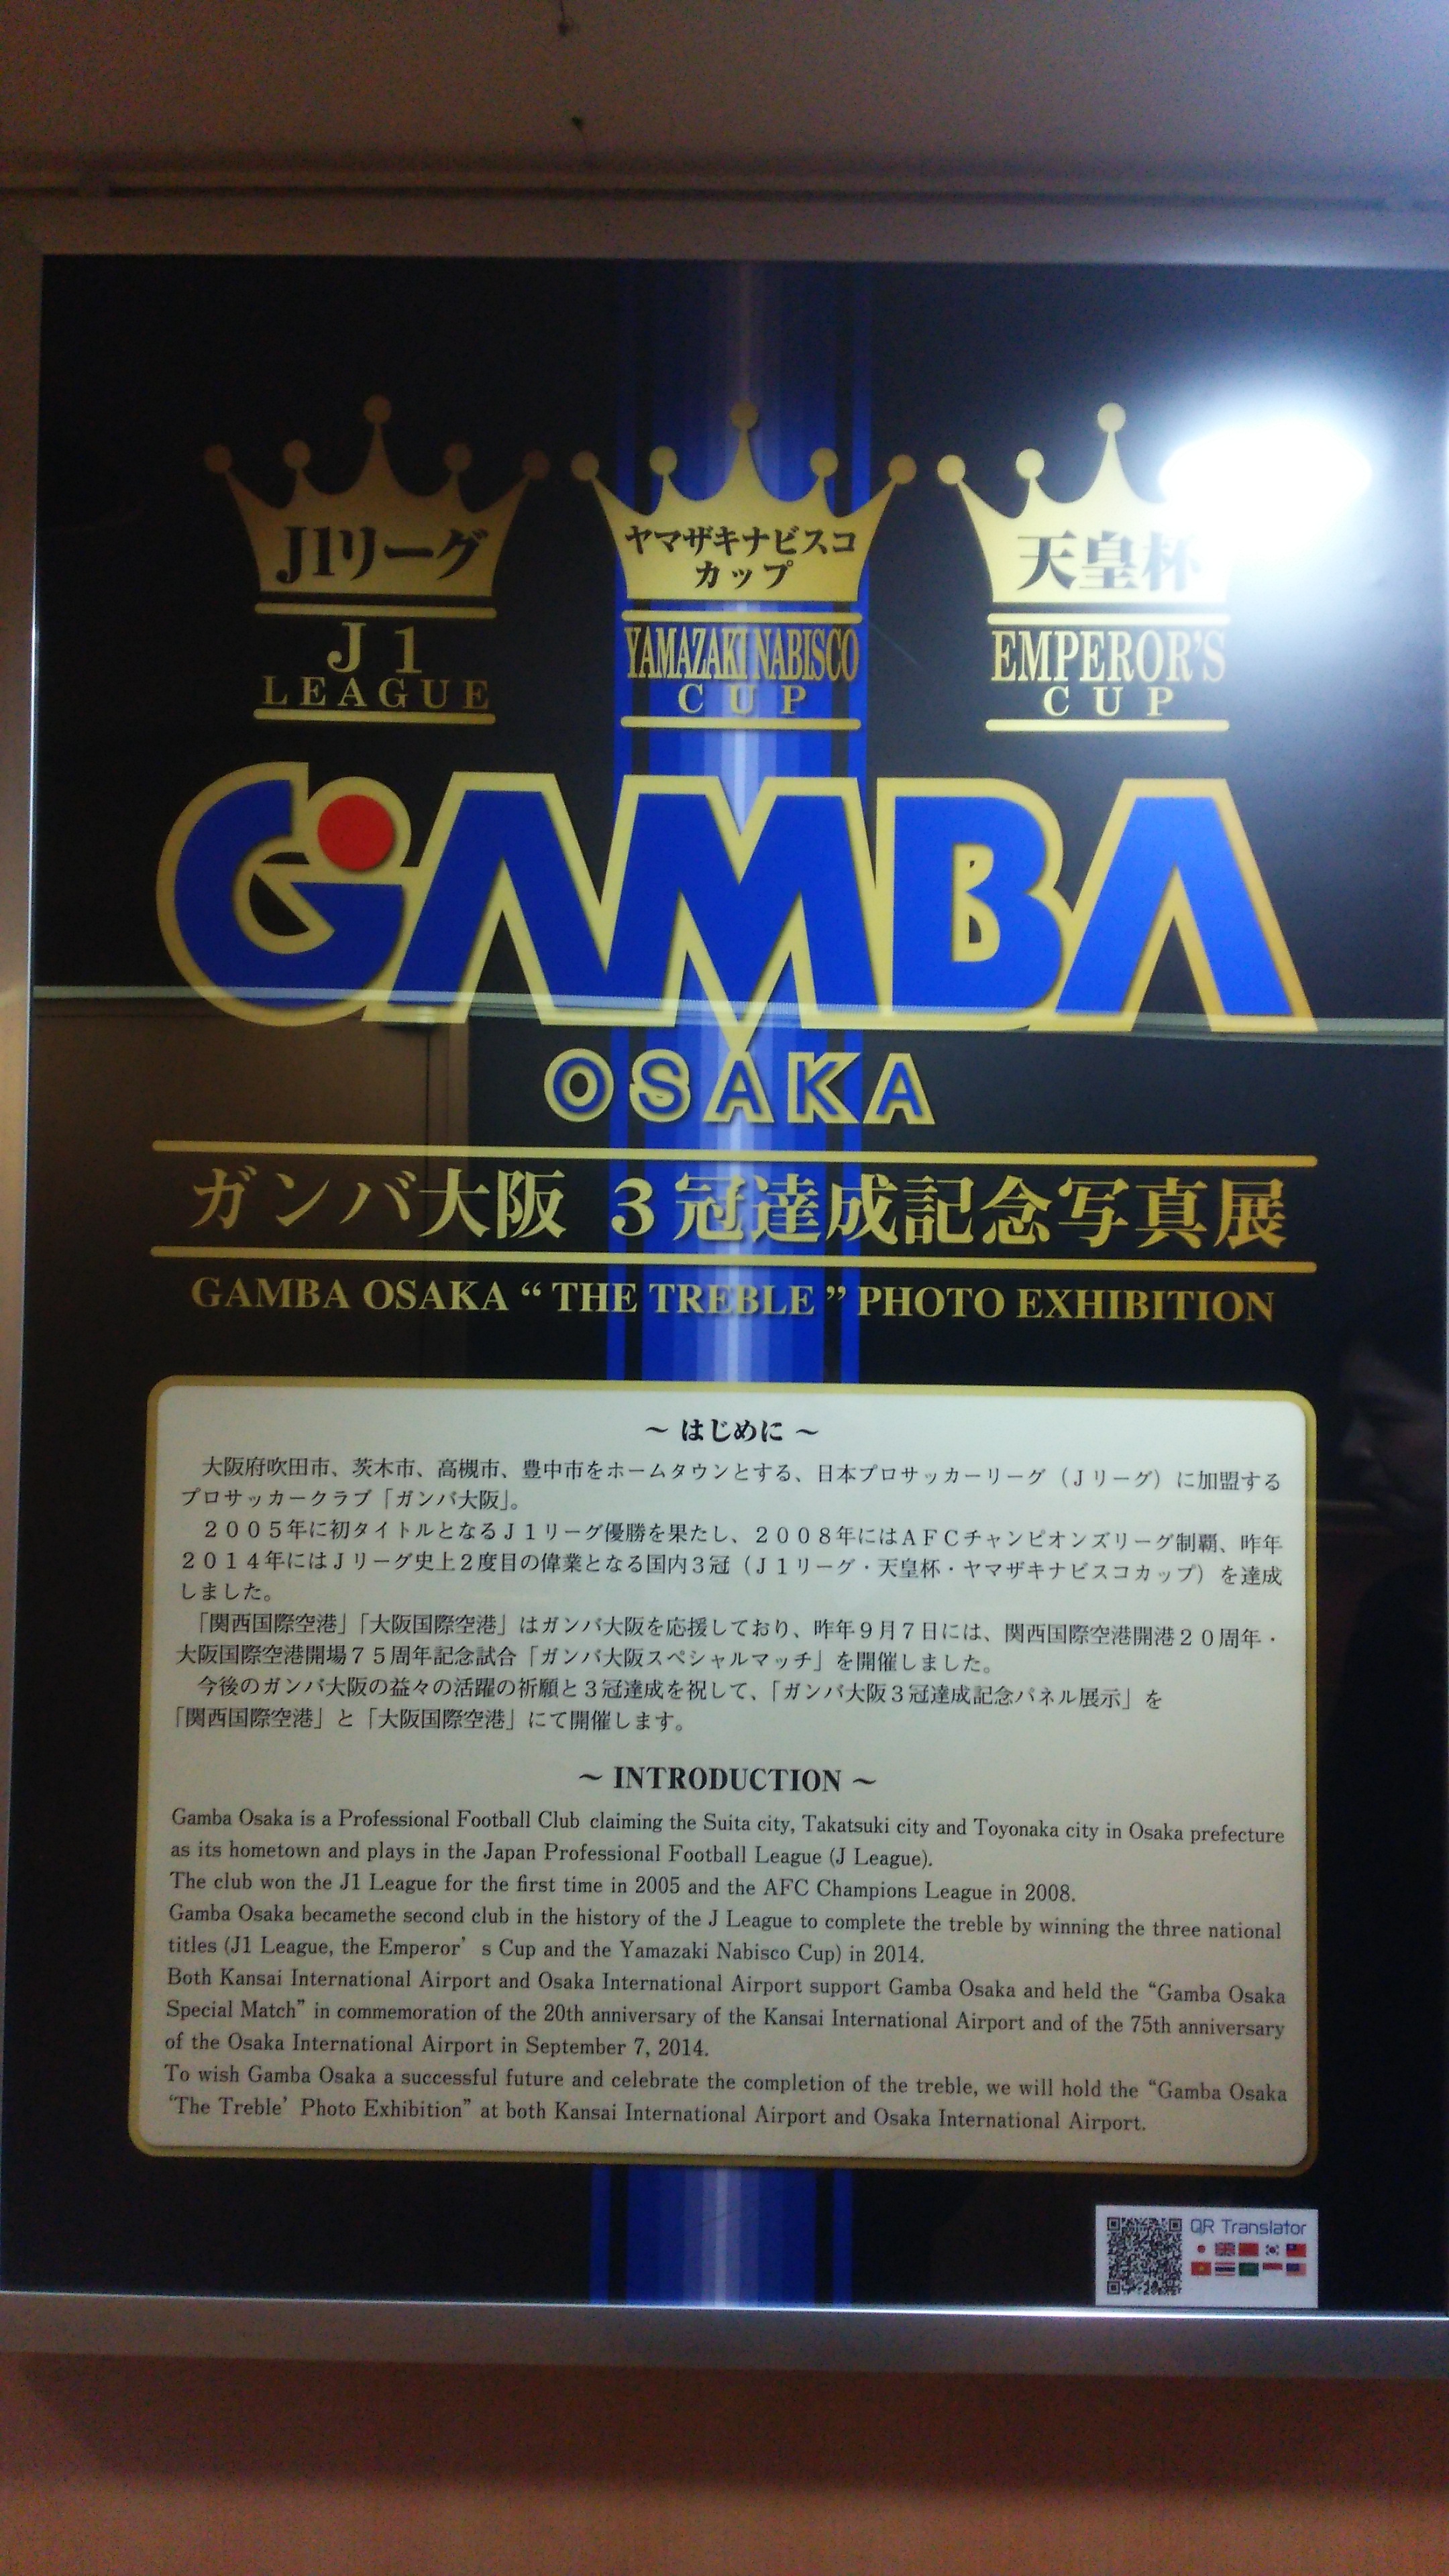 J1リーグ
J1
LEAGUE
ヤマザキナビスコ
カップ
YAMAZAKI NABISCO
CUP
天皇杯
EMPEROR'S
CUP
GAMBA
OSAKA
ガンバ大阪 3冠達成記念写真展
GAMBA OSAKA “ THE TREBLE ” PHOTO EXHIBITION
～ はじめに ～
大阪府吹田市、茨木市、高槻市、豊中市をホームタウンとする、日本プロサッカーリーグ（Ｊリーグ）に加盟する
プロサッカークラブ「ガンバ大阪」。
２００５年に初タイトルとなるＪ１リーグ優勝を果たし、２００８年にはＡＦＣチャンピオンズリーグ制覇、昨年
２０１４年にはＪリーグ史上２度目の偉業となる国内３冠（Ｊ１リーグ・天皇杯・ヤマザキナビスコカップ）を達成
しました。
「関西国際空港」「大阪国際空港」はガンバ大阪を応援しており、昨年９月７日には、関西国際空港開港２０周年・
大阪国際空港開場７５周年記念試合「ガンバ大阪スペシャルマッチ」を開催しました。
今後のガンバ大阪の益々の活躍の祈願と３冠達成を祝して、「ガンバ大阪３冠達成記念パネル展示」を
「関西国際空港」と「大阪国際空港」にて開催します。
～ INTRODUCTION ～
Gamba Osaka is a Professional Football Club claiming the Suita city, Takatsuki city and Toyonaka city in Osaka prefecture
as its hometown and plays in the Japan Professional Football League (J League).
The club won the J1 League for the first time in 2005 and the AFC Champions League in 2008.
Gamba Osaka becamethe second club in the history of the J League to complete the treble by winning the three national
titles (J1 League, the Emperor’ s Cup and the Yamazaki Nabisco Cup) in 2014.
Both Kansai International Airport and Osaka International Airport support Gamba Osaka and held the “Gamba Osaka
Special Match” in commemoration of the 20th anniversary of the Kansai International Airport and of the 75th anniversary
of the Osaka International Airport in September 7, 2014.
To wish Gamba Osaka a successful future and celebrate the completion of the treble, we will hold the “Gamba Osaka
‘The Treble’ Photo Exhibition” at both Kansai International Airport and Osaka International Airport.
QR Translator